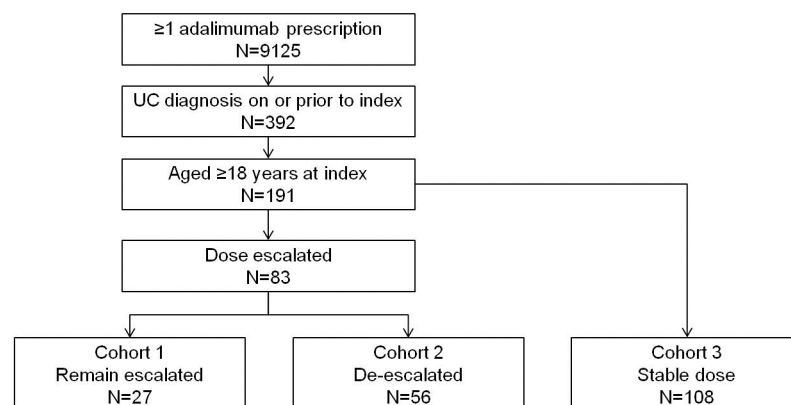 ≥1 adalimumab prescription
N=9125
UC diagnosis on or prior to index
N=392
Aged ≥18 years at index
N=191
Dose escalated
N=83
Cohort 1
Remain escalated
N=27
Cohort 2
De-escalated
N=56
Cohort 3
Stable dose
N=108